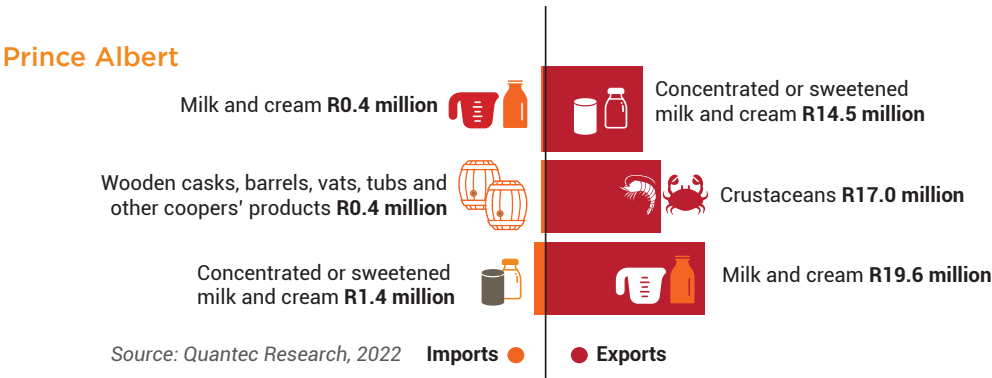 Prince Albert
Milk and cream R0.4 million
Concentrated or sweetened
milk and cream R14.5 million
Wooden casks, barrels, vats, tubs and
other coopers' products R0.4 million
Crustaceans R17.0 million
Concentrated or sweetened
milk and cream R1.4 million
Milk and cream R19.6 million
Source: Quantec Research, 2022 Imports Exports